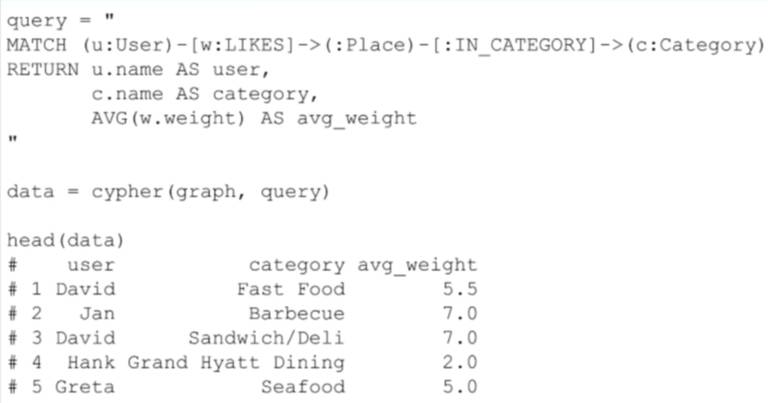 query = "
MATCH (u:User)-[w:LIKES]->(:Place)-[:IN_CATEGORY]->(c:Category)
RETURN u.name AS user,
       c.name AS category,
       AVG(w.weight) AS avg_weight
"

data = cypher(graph, query)

head(data)
#    user           category avg_weight
# 1 David          Fast Food        5.5
# 2   Jan           Barbecue        7.0
# 3 David      Sandwich/Deli        7.0
# 4  Hank Grand Hyatt Dining        2.0
# 5 Greta            Seafood        5.0